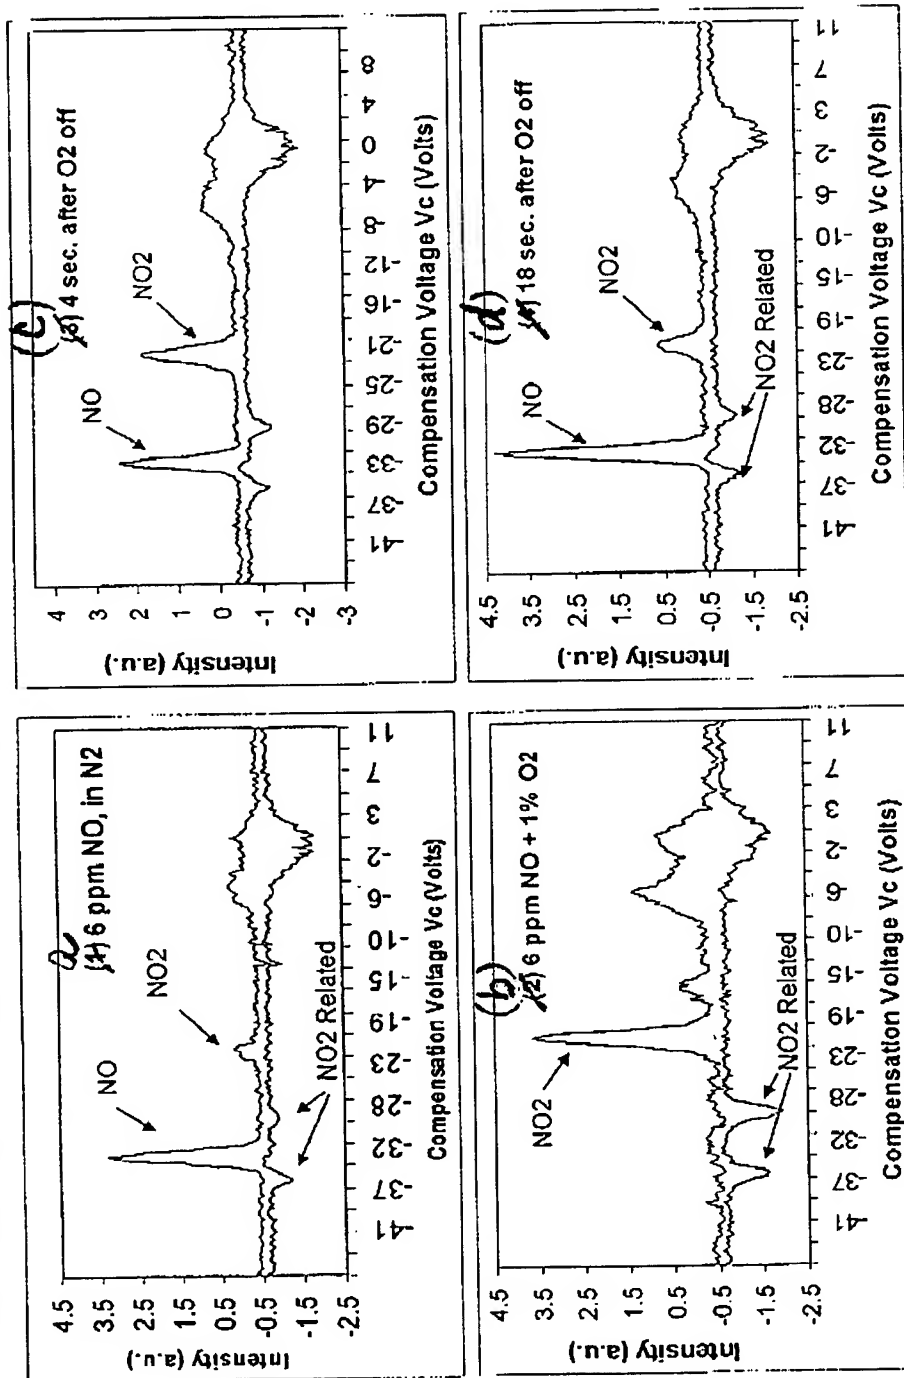 a
(1) 6 ppm NO, in N2
NO
NO2
NO2 Related
Intensity (a.u.)
4.5
3.5
2.5
1.5
0.5
-0.5
-1.5
-2.5
-41 -37 -32 -28 -23 -19 -15 -10 -6 -2 3 7 11
Compensation Voltage Vc (Volts)
(b)
(2) 6 ppm NO + 1% O2
NO2
NO2 Related
Intensity (a.u.)
4.5
3.5
2.5
1.5
0.5
-0.5
-1.5
-2.5
-41 -37 -32 -28 -23 -19 -15 -10 -6 -2 3 7 11
Compensation Voltage Vc (Volts)
(c)
(3) 4 sec. after O2 off
NO
NO2
Intensity (a.u.)
4
3
2
1
0
-1
-2
-3
-41 -37 -33 -29 -25 -21 -16 -12 -8 -4 0 4 8
Compensation Voltage Vc (Volts)
(d)
(4) 18 sec. after O2 off
NO
NO2
NO2 Related
Intensity (a.u.)
4.5
3.5
2.5
1.5
0.5
-0.5
-1.5
-2.5
-41 -37 -32 -28 -23 -19 -15 -10 -6 -2 3 7 11
Compensation Voltage Vc (Volts)